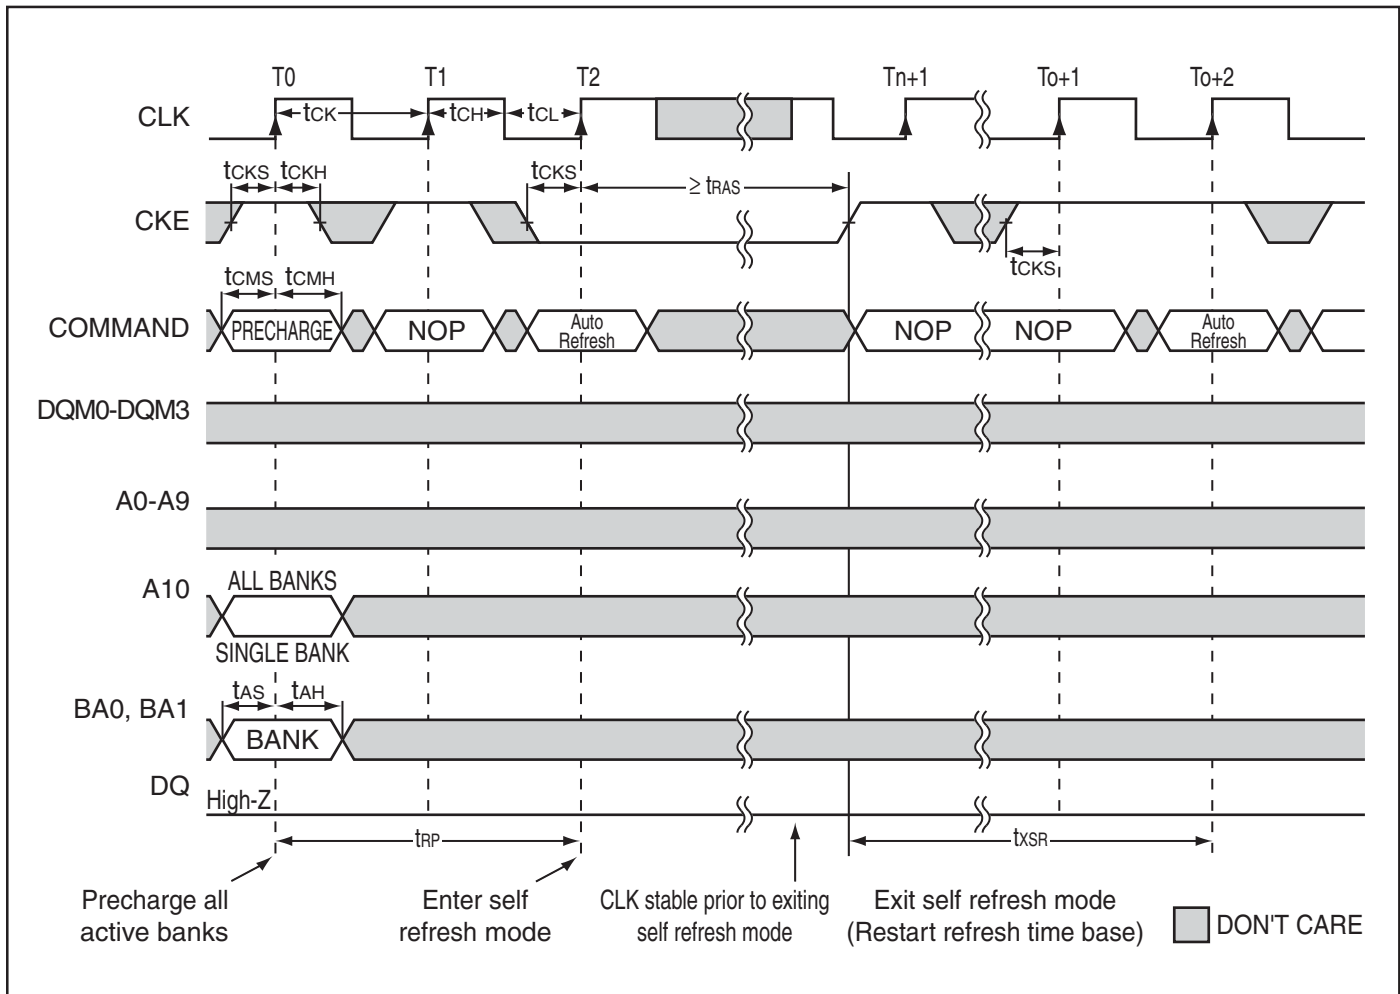 T0 T1 T2 Tn+1 To+1 To+2
CLK tCK tCH tCL
tCKS tCKH tCKS ≥ tRAS
CKE
tCKS
tCMS tCMH
COMMAND PRECHARGE NOP Auto Refresh NOP NOP Auto Refresh
DQM0-DQM3
A0-A9
A10 ALL BANKS
SINGLE BANK
tAS tAH
BA0, BA1 BANK
DQ High-Z
tRP tXSR
Precharge all
active banks
Enter self
refresh mode
CLK stable prior to exiting
self refresh mode
Exit self refresh mode
(Restart refresh time base)
DON'T CARE